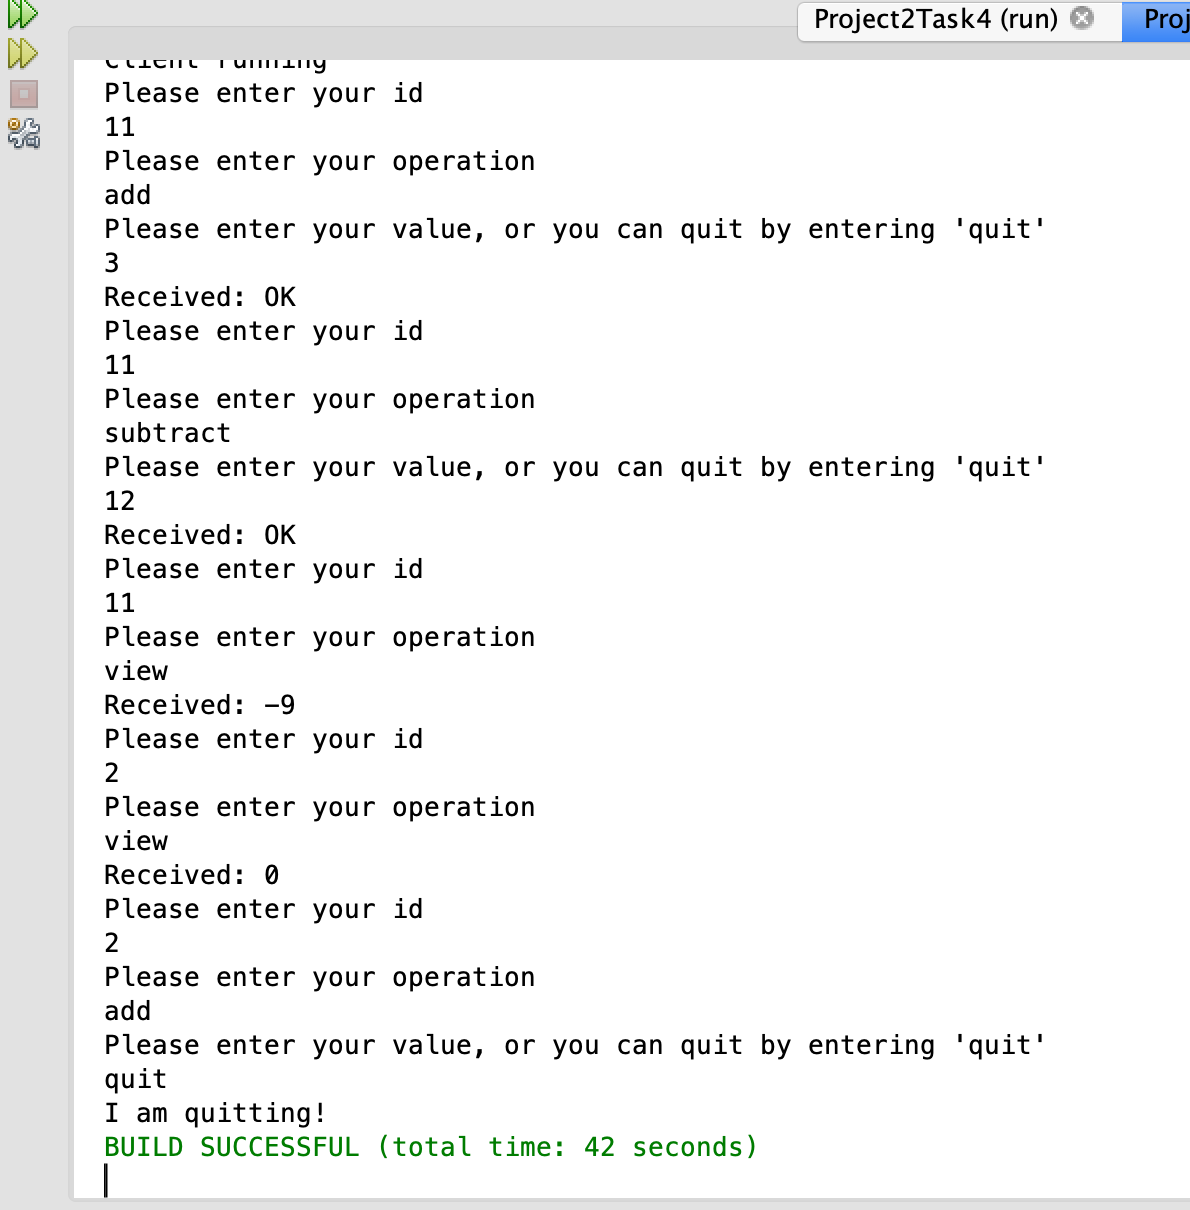 Project2Task4 (run)
Proj
Client running
Please enter your id
11
Please enter your operation
add
Please enter your value, or you can quit by entering 'quit'
3
Received: OK
Please enter your id
11
Please enter your operation
subtract
Please enter your value, or you can quit by entering 'quit'
12
Received: OK
Please enter your id
11
Please enter your operation
view
Received: -9
Please enter your id
2
Please enter your operation
view
Received: 0
Please enter your id
2
Please enter your operation
add
Please enter your value, or you can quit by entering 'quit'
quit
I am quitting!
BUILD SUCCESSFUL (total time: 42 seconds)